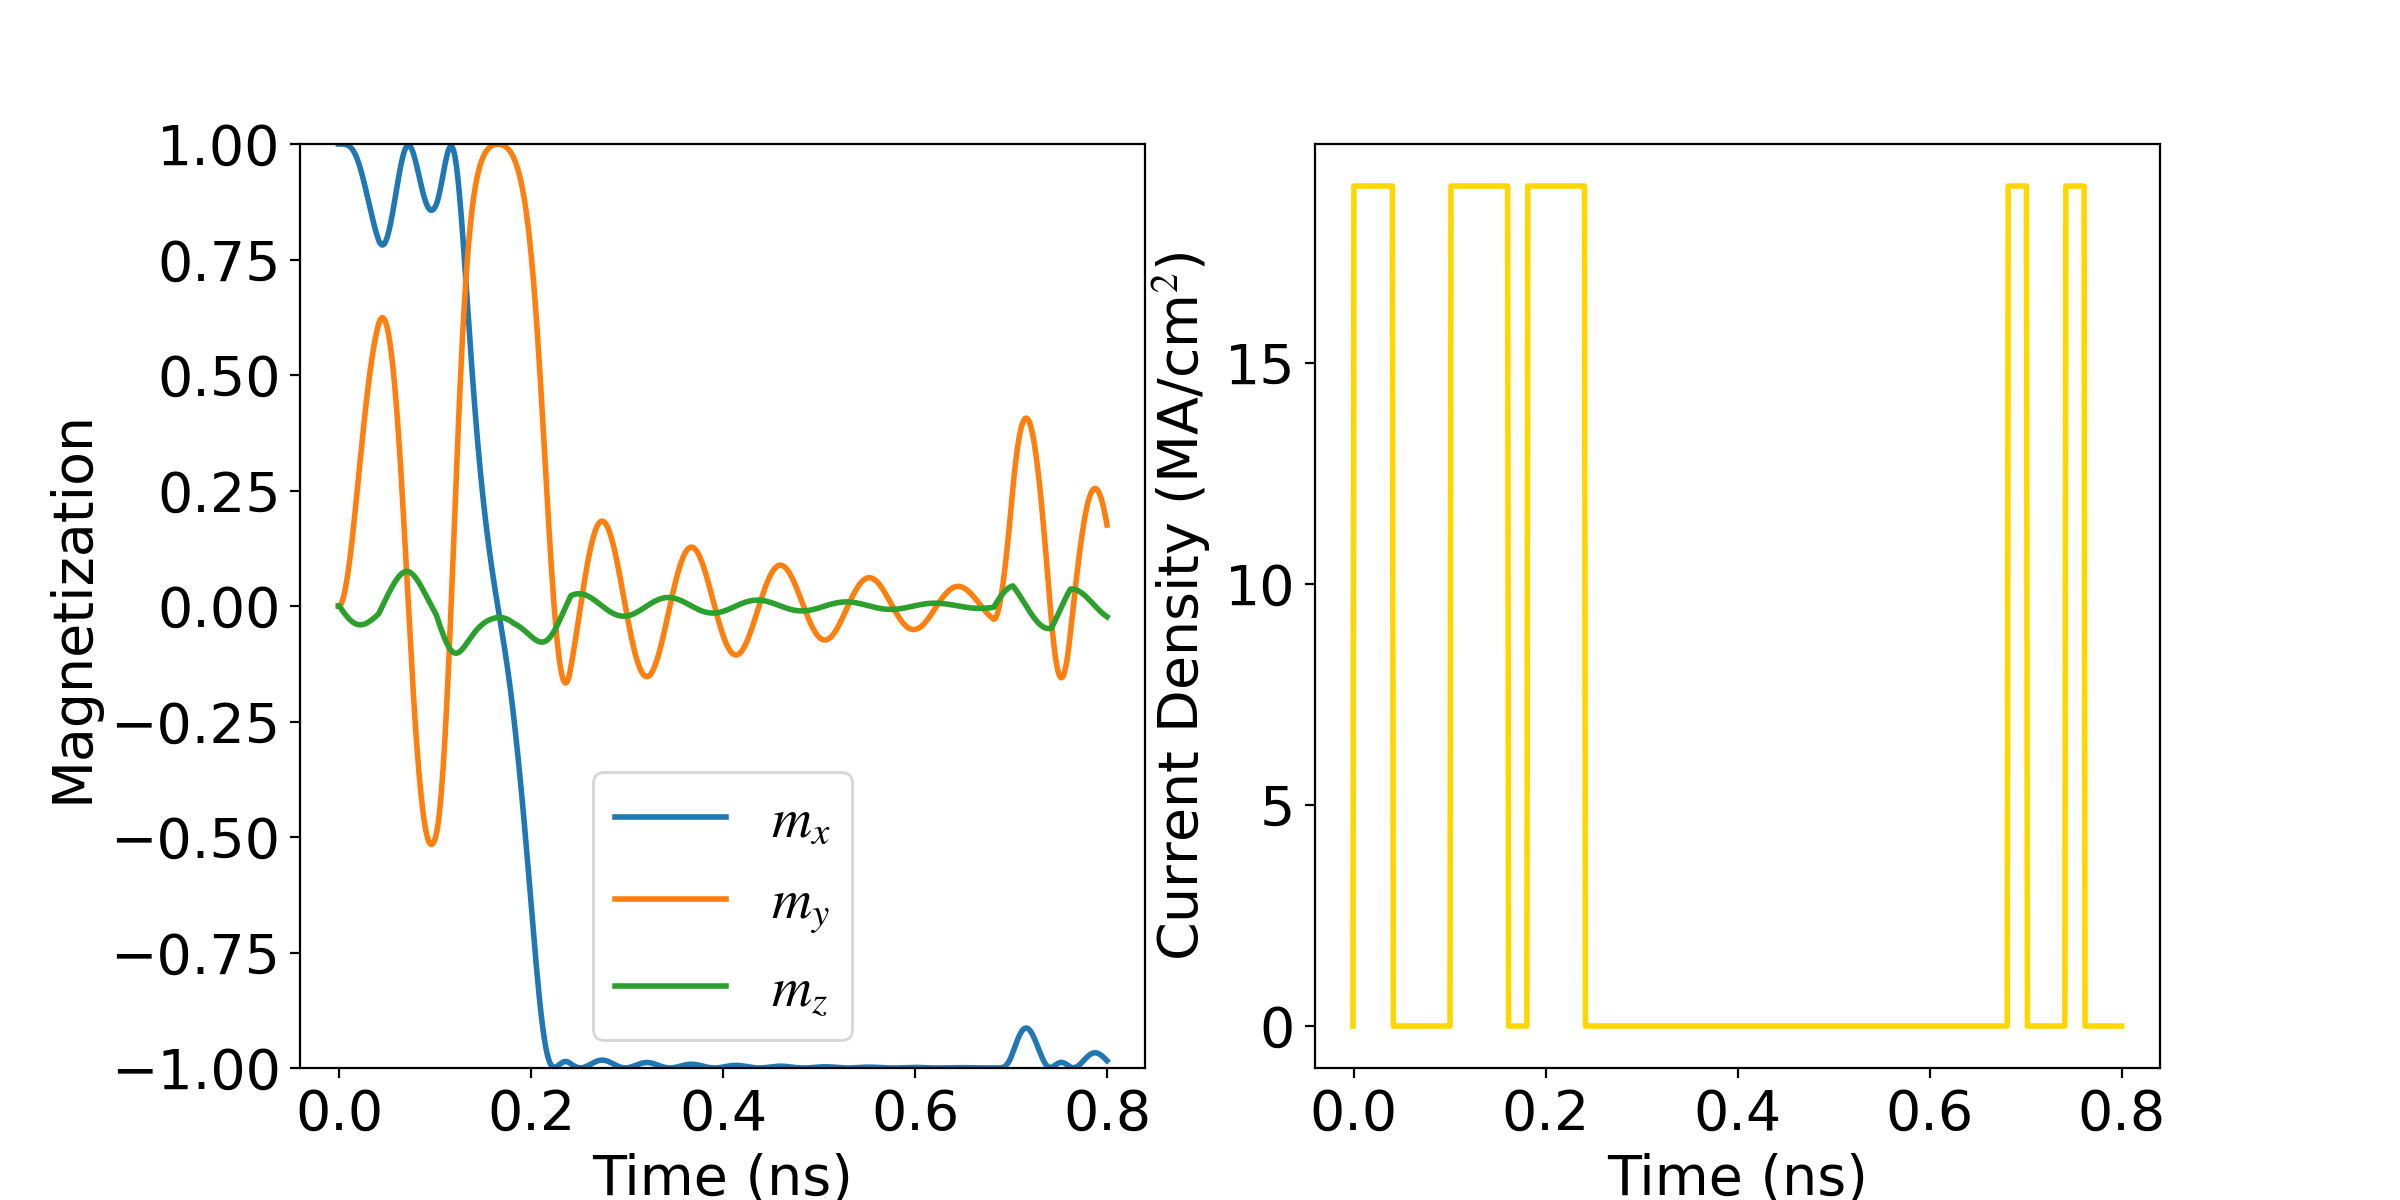 Magnetization
1.00
0.75
0.50
0.25
0.00
−0.25
−0.50
−0.75
−1.00
0.0 0.2 0.4 0.6 0.8
Time (ns)
m_x
m_y
m_z
Current Density (MA/cm²)
15
10
5
0
0.0 0.2 0.4 0.6 0.8
Time (ns)